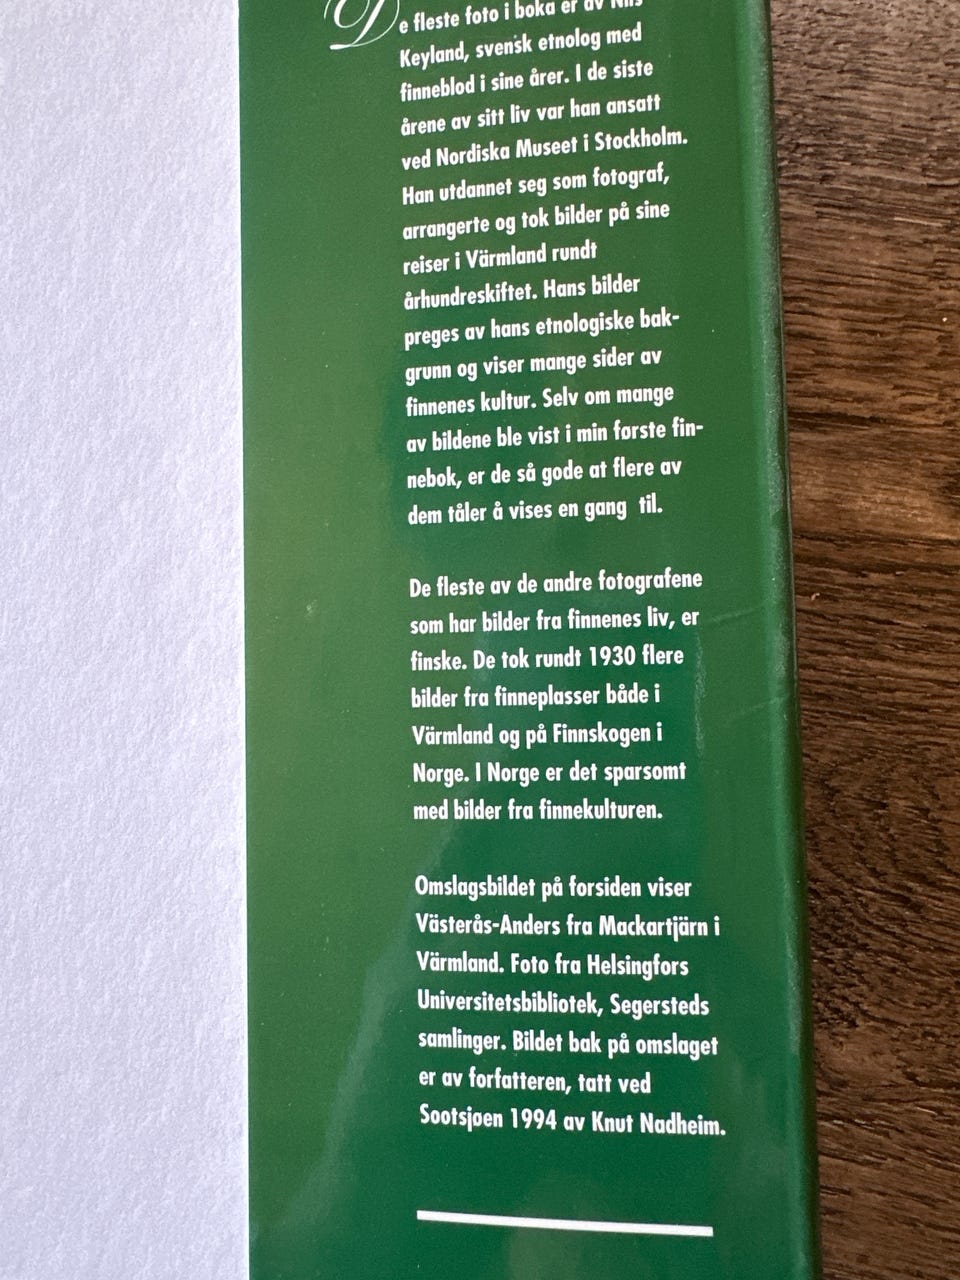 De fleste foto i boka er av Nils
Keyland, svensk etnolog med
finneblod i sine årer. I de siste
årene av sitt liv var han ansatt
ved Nordiska Museet i Stockholm.
Han utdannet seg som fotograf,
arrangerte og tok bilder på sine
reiser i Värmland rundt
århundreskiftet. Hans bilder
preges av hans etnologiske bak-
grunn og viser mange sider av
finnenes kultur. Selv om mange
av bildene ble vist i min første fin-
nebok, er de så gode at flere av
dem tåler å vises en gang til.
De fleste av de andre fotografene
som har bilder fra finnenes liv, er
finske. De tok rundt 1930 flere
bilder fra finneplasser både i
Värmland og på Finnskogen i
Norge. I Norge er det sparsomt
med bilder fra finnekulturen.
Omslagsbildet på forsiden viser
Västerås-Anders fra Mackartjärn i
Värmland. Foto fra Helsingfors
Universitetsbibliotek, Segersteds
samlinger. Bildet bak på omslaget
er av forfatteren, tatt ved
Sootsjøen 1994 av Knut Nadheim.